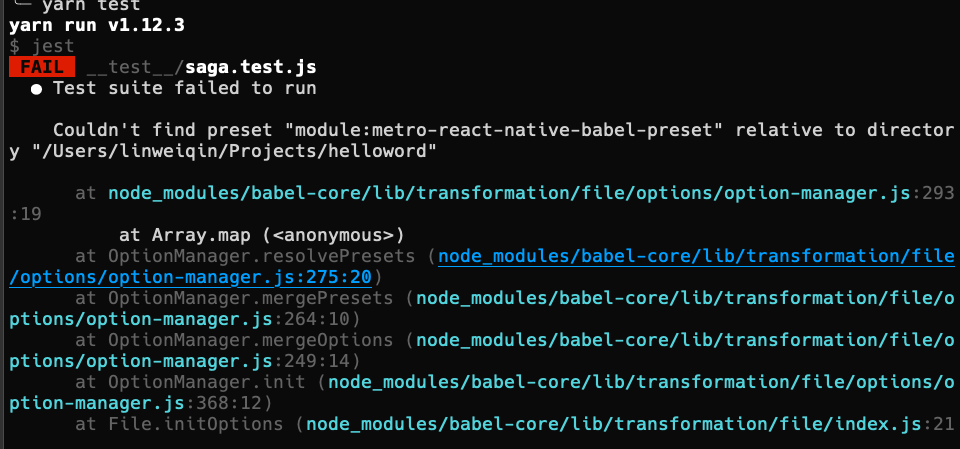 ╰─ yarn test
yarn run v1.12.3
$ jest
FAIL __test__/saga.test.js
● Test suite failed to run
Couldn't find preset "module:metro-react-native-babel-preset" relative to director
y "/Users/linweiqin/Projects/helloword"
at node_modules/babel-core/lib/transformation/file/options/option-manager.js:293
:19
at Array.map (<anonymous>)
at OptionManager.resolvePresets (node_modules/babel-core/lib/transformation/file
/options/option-manager.js:275:20)
at OptionManager.mergePresets (node_modules/babel-core/lib/transformation/file/o
ptions/option-manager.js:264:10)
at OptionManager.mergeOptions (node_modules/babel-core/lib/transformation/file/o
ptions/option-manager.js:249:14)
at OptionManager.init (node_modules/babel-core/lib/transformation/file/options/o
ption-manager.js:368:12)
at File.initOptions (node_modules/babel-core/lib/transformation/file/index.js:21